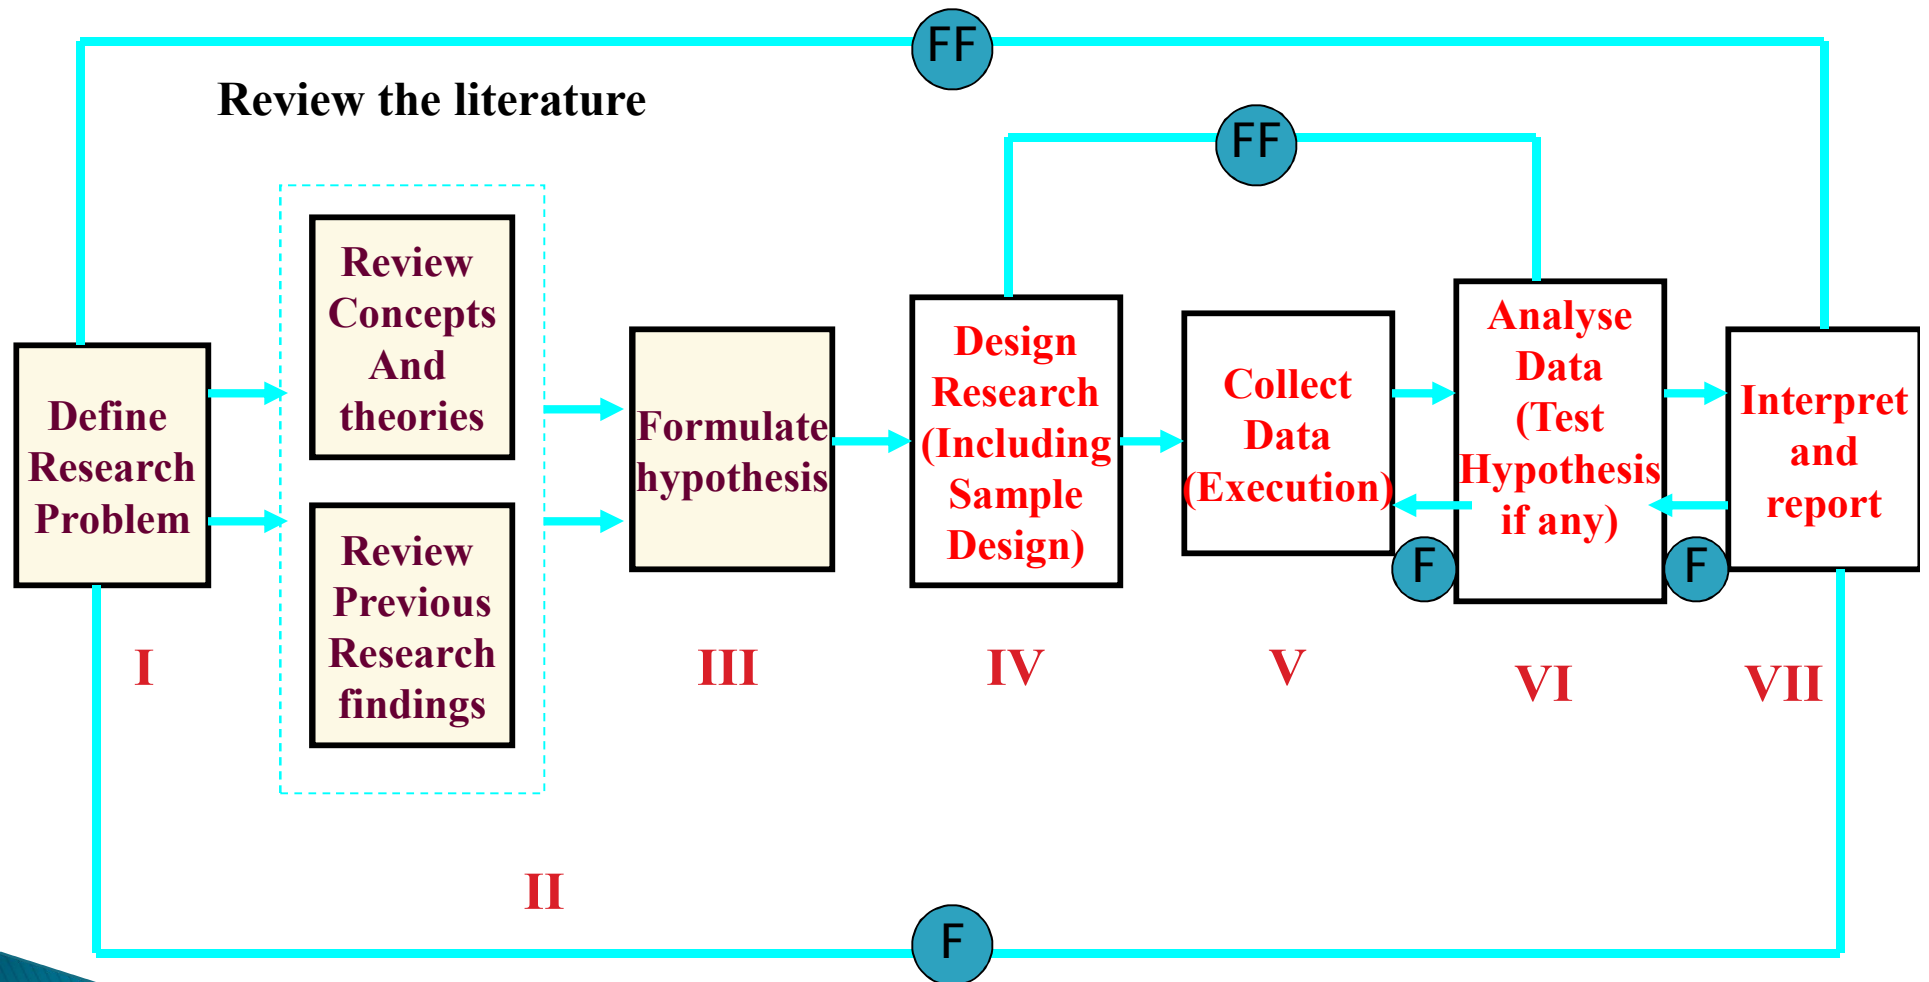 FF
Review the literature
FF
Define
Research
Problem
Review
Concepts
And
theories
Review
Previous
Research
findings
Formulate
hypothesis
Design
Research
(Including
Sample
Design)
Collect
Data
(Execution)
Analyse
Data
(Test
Hypothesis
if any)
Interpret
and
report
F
F
I
II
III
IV
V
VI
VII
F